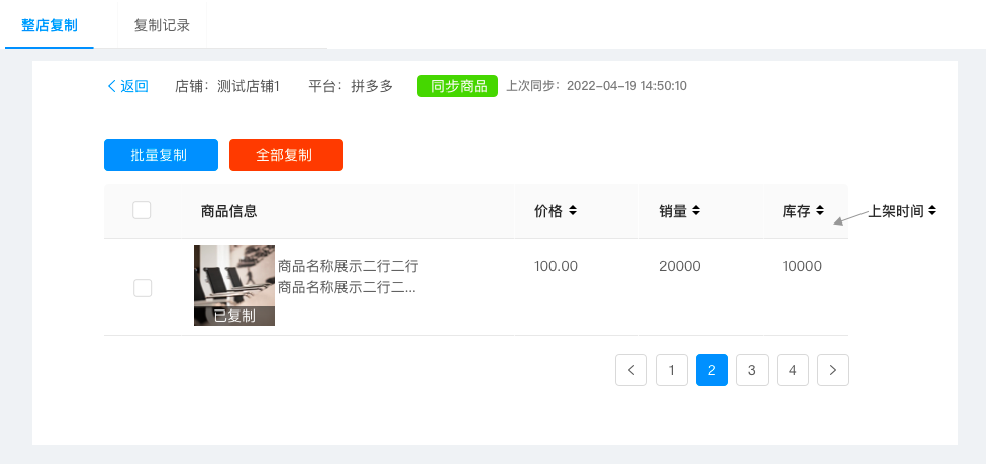 整店复制 复制记录
返回 店铺：测试店铺1 平台：拼多多 同步商品 上次同步：2022-04-19 14:50:10
批量复制 全部复制
商品信息 价格 销量 库存 上架时间
商品名称展示二行二行 100.00 20000 10000
商品名称展示二行二...
已复制
1 2 3 4